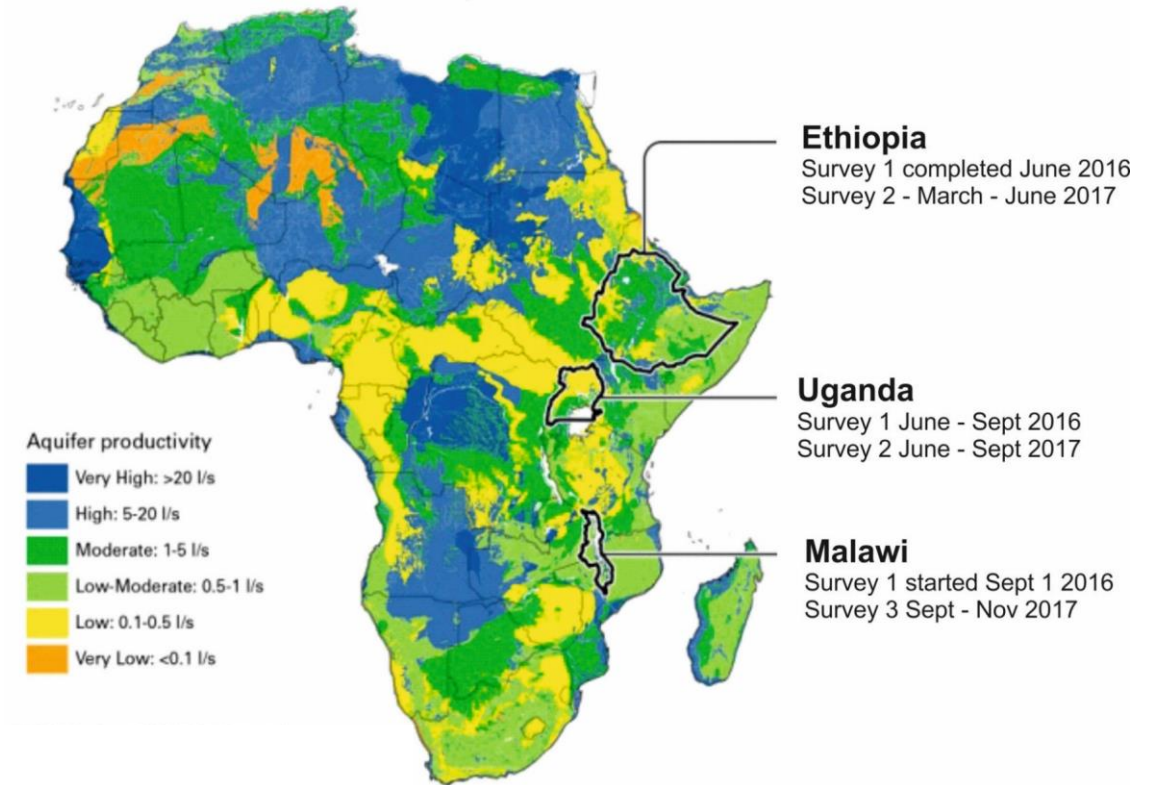 Ethiopia
Survey 1 completed June 2016
Survey 2 - March - June 2017
Uganda
Survey 1 June - Sept 2016
Survey 2 June - Sept 2017
Aquifer productivity
Very High: >20 l/s
High: 5-20 l/s
Moderate: 1-5 l/s
Low-Moderate: 0.5-1 l/s
Low: 0.1-0.5 l/s
Very Low: <0.1 l/s
Malawi
Survey 1 started Sept 1 2016
Survey 3 Sept - Nov 2017